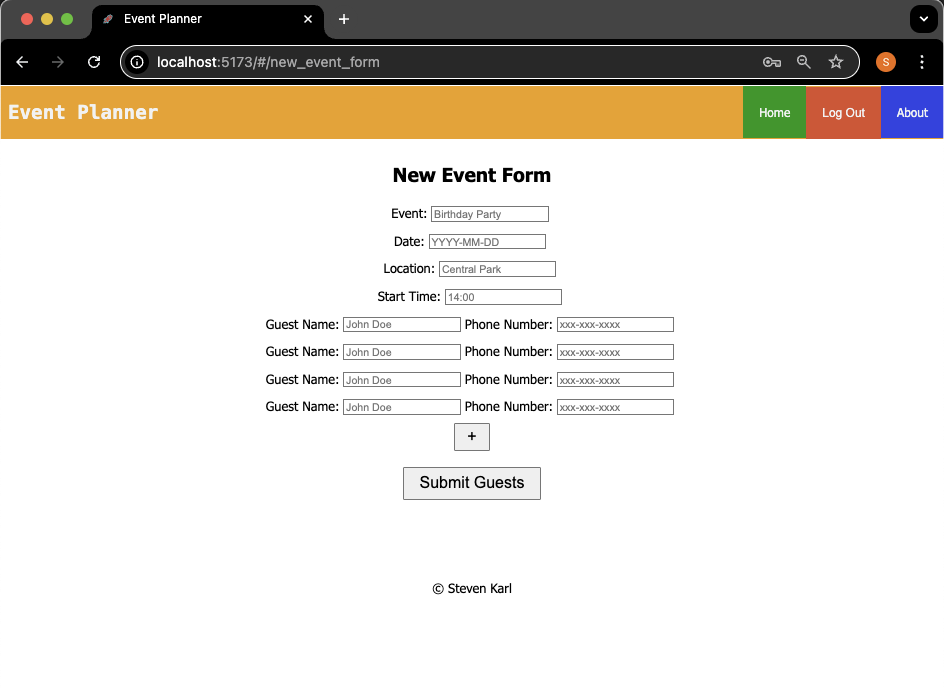 Event Planner
localhost:5173/#/new_event_form
S
Event Planner
Home
Log Out
About
New Event Form
Event: Birthday Party
Date: YYYY-MM-DD
Location: Central Park
Start Time: 14:00
Guest Name: John Doe Phone Number: xxx-xxx-xxxx
Guest Name: John Doe Phone Number: xxx-xxx-xxxx
Guest Name: John Doe Phone Number: xxx-xxx-xxxx
Guest Name: John Doe Phone Number: xxx-xxx-xxxx
+
Submit Guests
© Steven Karl